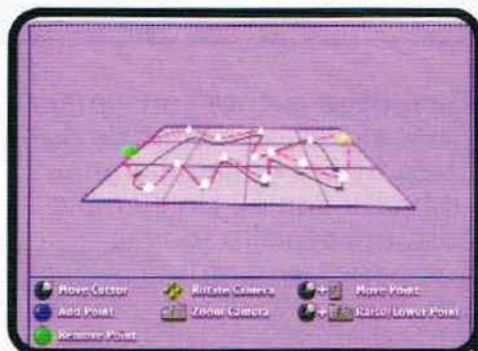 Move Cursor Rotate Camera + Move Point
Add Point Zoom Camera + Raise/Lower Point
Remove Point